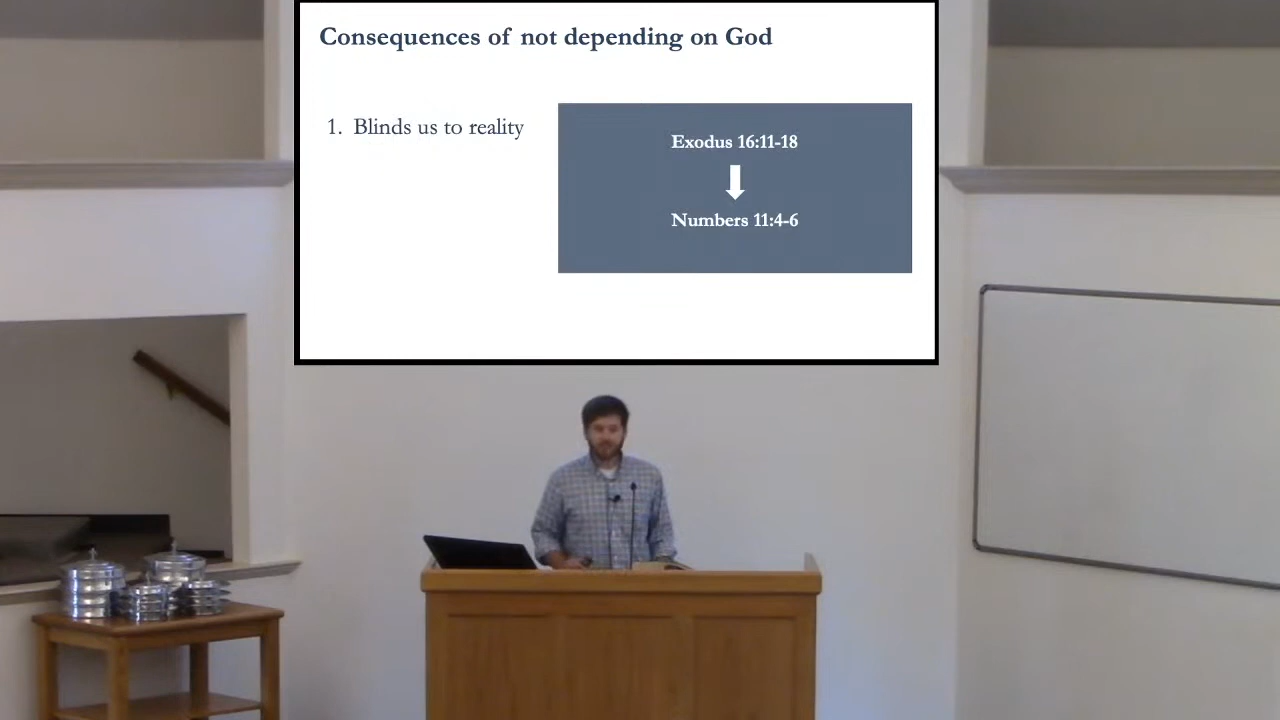 Consequences of not depending on God
1. Blinds us to reality
Exodus 16:11-18
Numbers 11:4-6